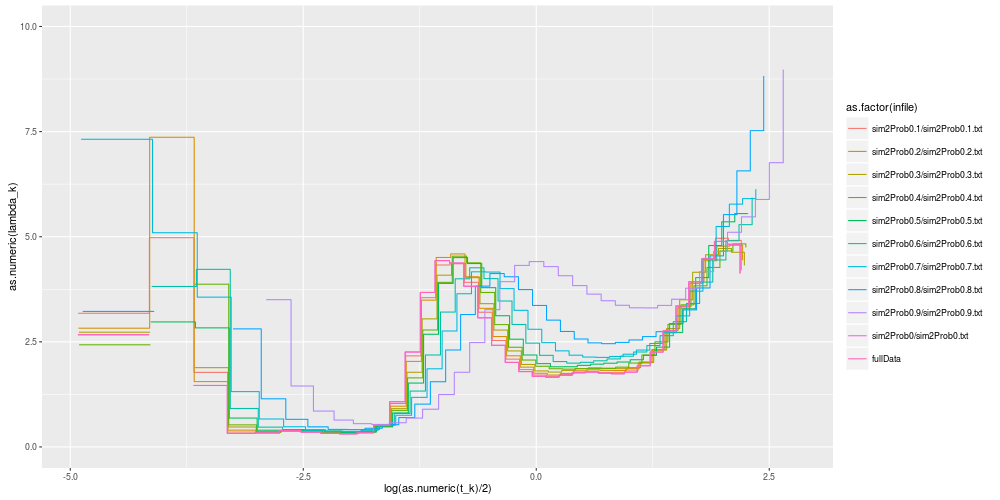 10.0
7.5
5.0
2.5
0.0
as.numeric(lambda_k)
-5.0
-2.5
0.0
2.5
log(as.numeric(t_k)/2)
as.factor(infile)
sim2Prob0.1/sim2Prob0.1.txt
sim2Prob0.2/sim2Prob0.2.txt
sim2Prob0.3/sim2Prob0.3.txt
sim2Prob0.4/sim2Prob0.4.txt
sim2Prob0.5/sim2Prob0.5.txt
sim2Prob0.6/sim2Prob0.6.txt
sim2Prob0.7/sim2Prob0.7.txt
sim2Prob0.8/sim2Prob0.8.txt
sim2Prob0.9/sim2Prob0.9.txt
sim2Prob0/sim2Prob0.txt
fullData